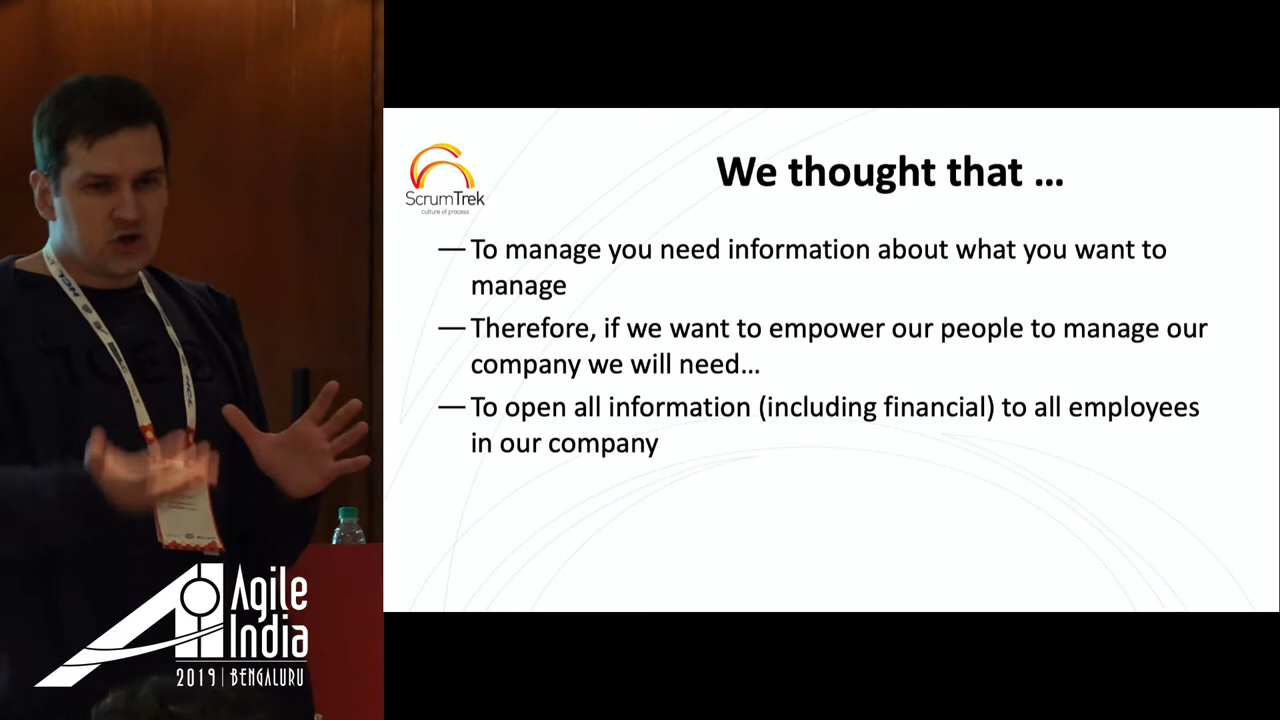 ScrumTrek
culture of process
We thought that …
— To manage you need information about what you want to
manage
— Therefore, if we want to empower our people to manage our
company we will need…
— To open all information (including financial) to all employees
in our company
HCL
Agile
India
2019 | BENGALURU